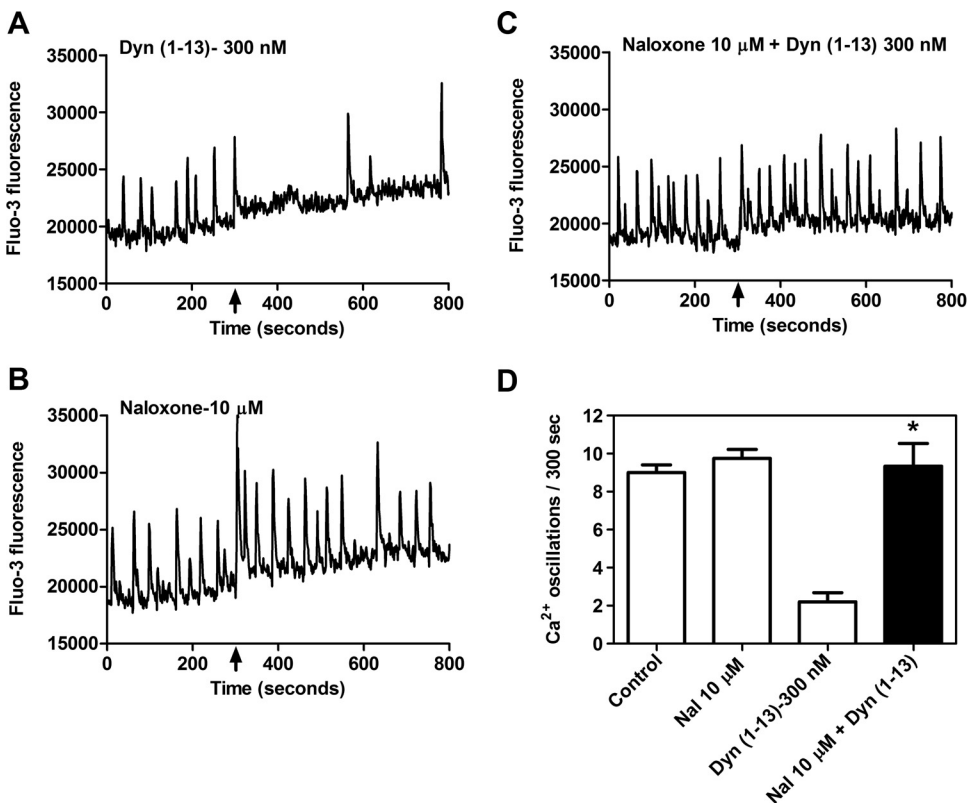 A
Dyn (1-13)- 300 nM
Fluo-3 fluorescence
35000
30000
25000
20000
15000
0
200
400
600
800
Time (seconds)
B
Naloxone-10 μM
Fluo-3 fluorescence
35000
30000
25000
20000
15000
0
200
400
600
800
Time (seconds)
C
Naloxone 10 μM + Dyn (1-13) 300 nM
Fluo-3 fluorescence
35000
30000
25000
20000
15000
0
200
400
600
800
Time (seconds)
D
Ca²⁺ oscillations / 300 sec
12
10
8
6
4
2
0
*
Control
Nal 10 μM
Dyn (1-13)-300 nM
Nal 10 μM + Dyn (1-13)